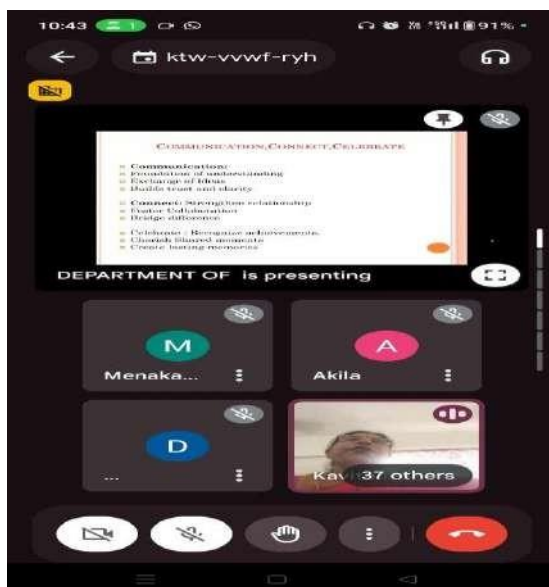 10:43 1 91%
ktw-vvwf-ryh
COMMUNICATION,CONNECT,CELEBRATE
Communication:
Foundation of understanding
Exchange of Ideas
Builds trust and clarity
Connect: Strengthen relationship
Foster Collaboration
Bridge difference
Celebrate : Recognize achievements
Cherish Shared moments
Create lasting memories
DEPARTMENT OF is presenting
M
A
Menaka...
Akila
D
...
37 others